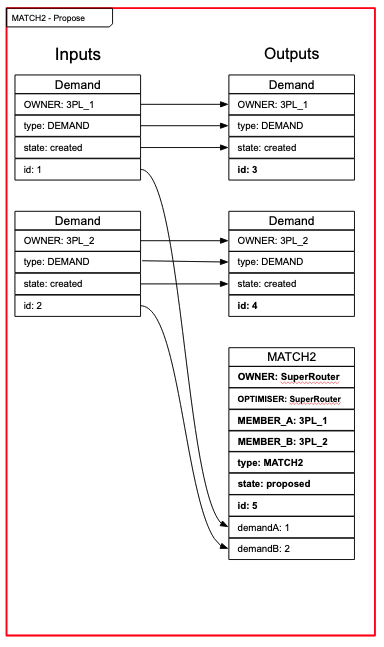 MATCH2 - Propose
Inputs
Outputs
Demand
OWNER: 3PL_1
type: DEMAND
state: created
id: 1
Demand
OWNER: 3PL_1
type: DEMAND
state: created
id: 3
Demand
OWNER: 3PL_2
type: DEMAND
state: created
id: 2
Demand
OWNER: 3PL_2
type: DEMAND
state: created
id: 4
MATCH2
OWNER: SuperRouter
OPTIMISER: SuperRouter
MEMBER_A: 3PL_1
MEMBER_B: 3PL_2
type: MATCH2
state: proposed
id: 5
demandA: 1
demandB: 2